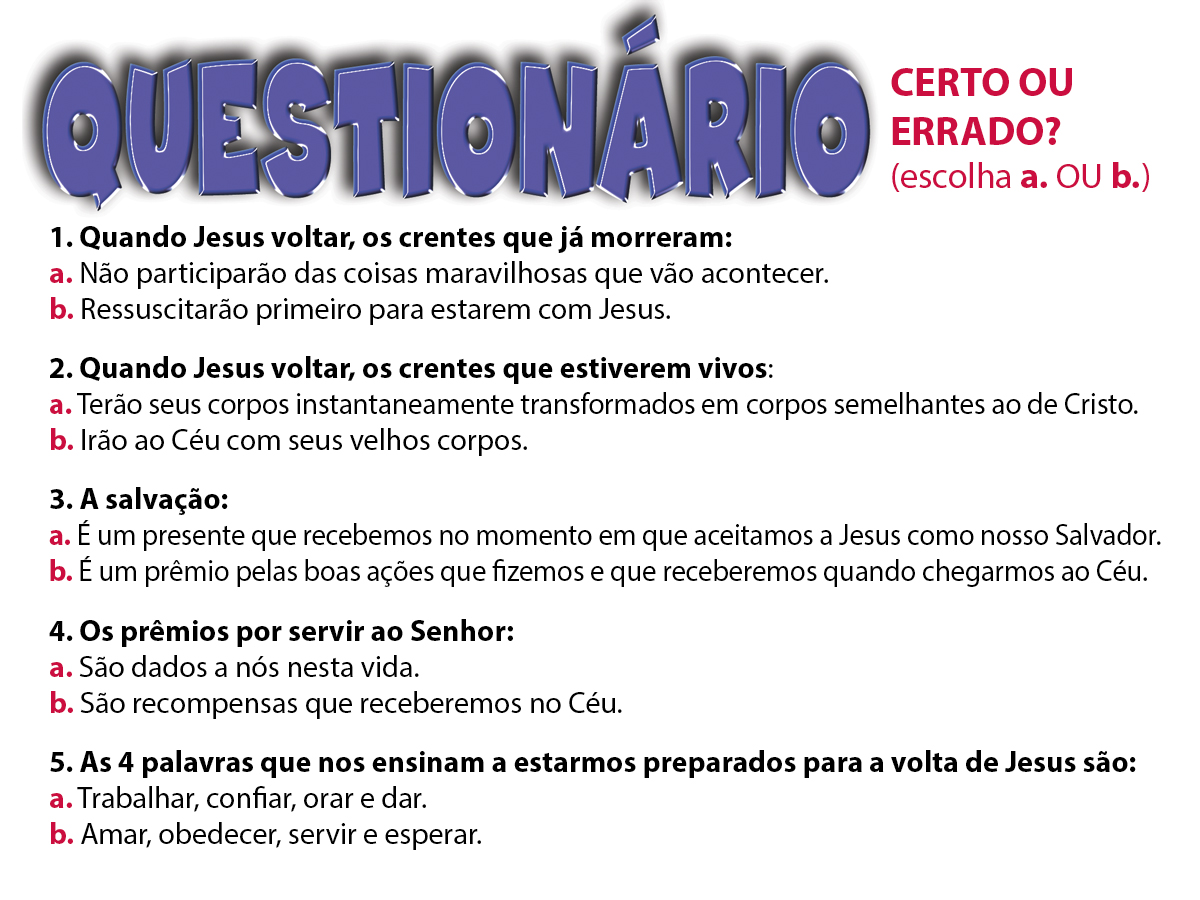 QUESTIONÁRIO
CERTO OU
ERRADO?
(escolha a. OU b.)
1. Quando Jesus voltar, os crentes que já morreram:
a. Não participarão das coisas maravilhosas que vão acontecer.
b. Ressuscitarão primeiro para estarem com Jesus.
2. Quando Jesus voltar, os crentes que estiverem vivos:
a. Terão seus corpos instantaneamente transformados em corpos semelhantes ao de Cristo.
b. Irão ao Céu com seus velhos corpos.
3. A salvação:
a. É um presente que recebemos no momento em que aceitamos a Jesus como nosso Salvador.
b. É um prêmio pelas boas ações que fizemos e que receberemos quando chegarmos ao Céu.
4. Os prêmios por servir ao Senhor:
a. São dados a nós nesta vida.
b. São recompensas que receberemos no Céu.
5. As 4 palavras que nos ensinam a estarmos preparados para a volta de Jesus são:
a. Trabalhar, confiar, orar e dar.
b. Amar, obedecer, servir e esperar.